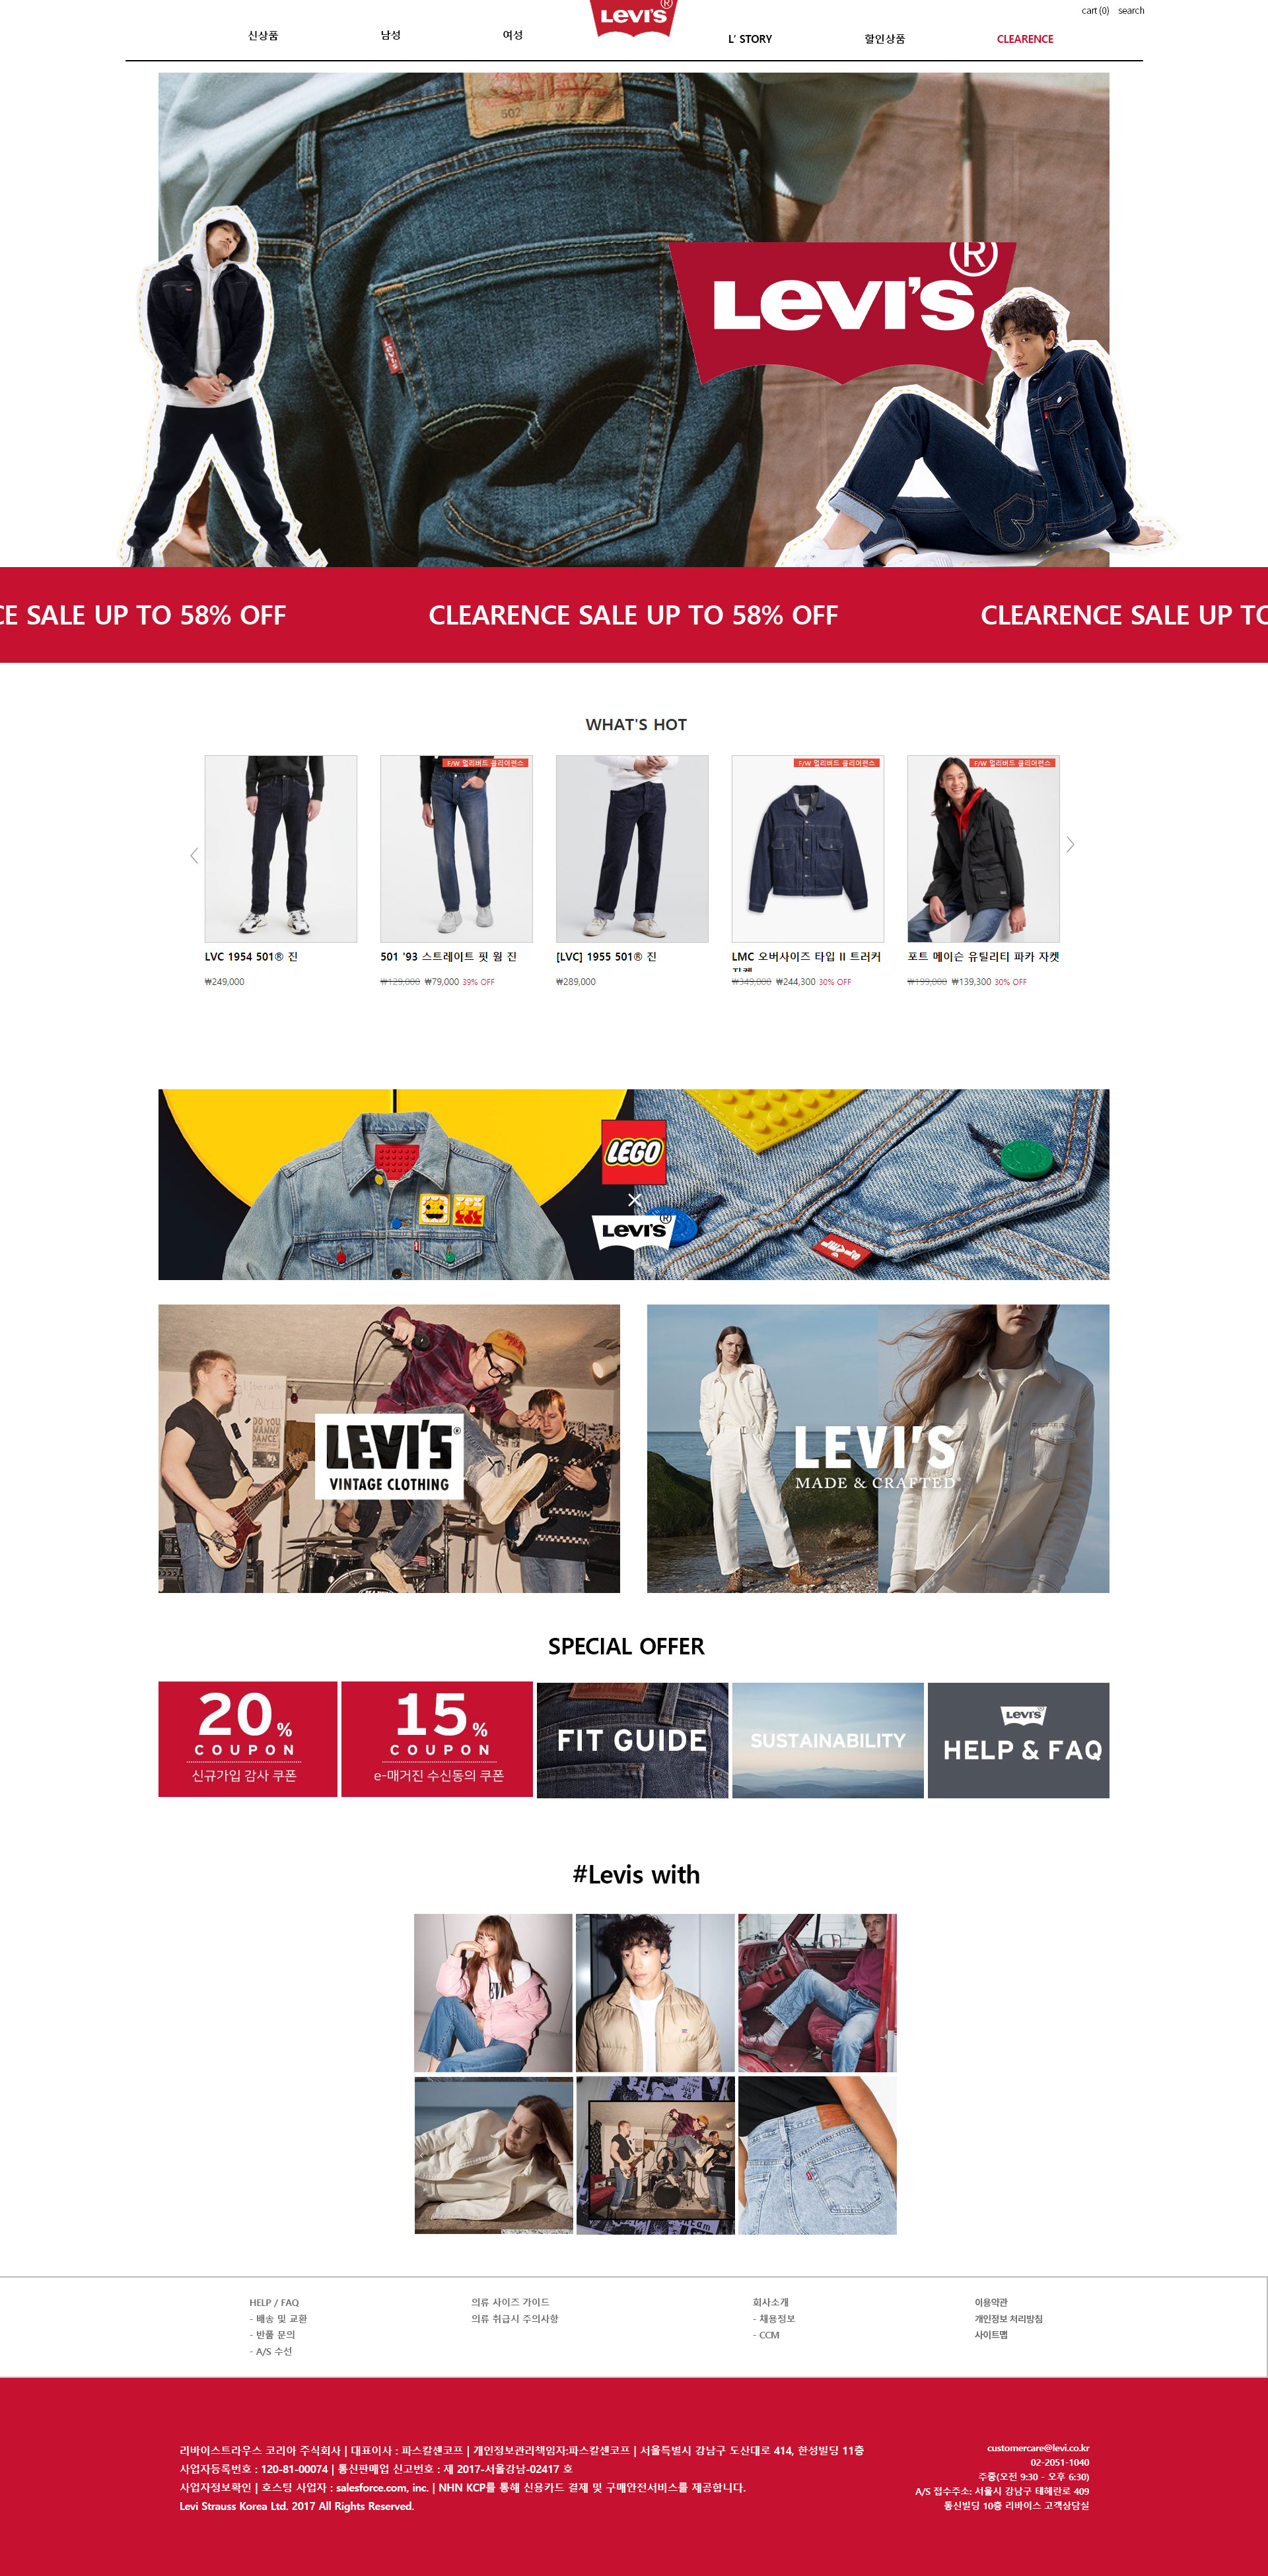 cart (0) search
신상품 남성 여성 LEVI'S® L' STORY 할인상품 CLEARENCE
502 W L
LEVI'S®
CE SALE UP TO 58% OFF CLEARENCE SALE UP TO 58% OFF CLEARENCE SALE UP TO
WHAT'S HOT
F/W 얼리버드 클리어런스
F/W 얼리버드 클리어런스
F/W 얼리버드 클리어런스
LVC 1954 501® 진
₩249,000
501 '93 스트레이트 핏 웜 진
₩129,000 ₩79,000 39% OFF
[LVC] 1955 501® 진
₩289,000
LMC 오버사이즈 타입 II 트러커 자켓
₩349,000 ₩244,300 30% OFF
포트 메이슨 유틸리티 파카 자켓
₩199,000 ₩139,300 30% OFF
LEGO
×
LEVI'S®
LEVI'S®
VINTAGE CLOTHING
LEVI'S
MADE & CRAFTED®
SPECIAL OFFER
20%
COUPON
신규가입 감사 쿠폰
15%
COUPON
e-매거진 수신동의 쿠폰
FIT GUIDE
SUSTAINABILITY
LEVI'S®
HELP & FAQ
#Levis with
JULY
28
HELP / FAQ
- 배송 및 교환
- 반품 문의
- A/S 수선
의류 사이즈 가이드
의류 취급시 주의사항
회사소개
- 채용정보
- CCM
이용약관
개인정보 처리방침
사이트맵
리바이스트라우스 코리아 주식회사 | 대표이사 : 파스칼센코프 | 개인정보관리책임자:파스칼센코프 | 서울특별시 강남구 도산대로 414, 한성빌딩 11층
사업자등록번호 : 120-81-00074 | 통신판매업 신고번호 : 제 2017-서울강남-02417 호
사업자정보확인 | 호스팅 사업자 : salesforce.com, inc. | NHN KCP를 통해 신용카드 결제 및 구매안전서비스를 제공합니다.
Levi Strauss Korea Ltd. 2017 All Rights Reserved.
customercare@levi.co.kr
02-2051-1040
주중(오전 9:30 - 오후 6:30)
A/S 접수주소: 서울시 강남구 테헤란로 409
통신빌딩 10층 리바이스 고객상담실